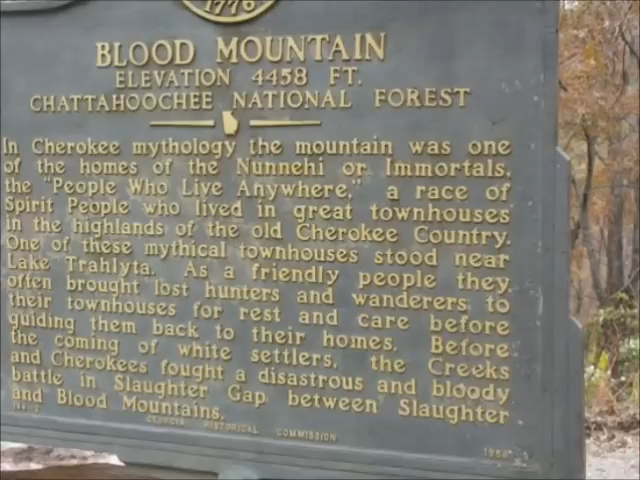 1776
BLOOD MOUNTAIN
ELEVATION 4458 FT.
CHATTAHOOCHEE NATIONAL FOREST
In Cherokee mythology the mountain was one
of the homes of the Nunnehi or Immortals,
the "People Who Live Anywhere," a race of
Spirit People who lived in great townhouses
in the highlands of the old Cherokee Country.
One of these mythical townhouses stood near
Lake Trahlyta. As a friendly people they
often brought lost hunters and wanderers to
their townhouses for rest and care before
guiding them back to their homes. Before
the coming of white settlers, the Creeks
and Cherokees fought a disastrous and bloody
battle in Slaughter Gap between Slaughter
and Blood Mountains.
GEORGIA HISTORICAL COMMISSION